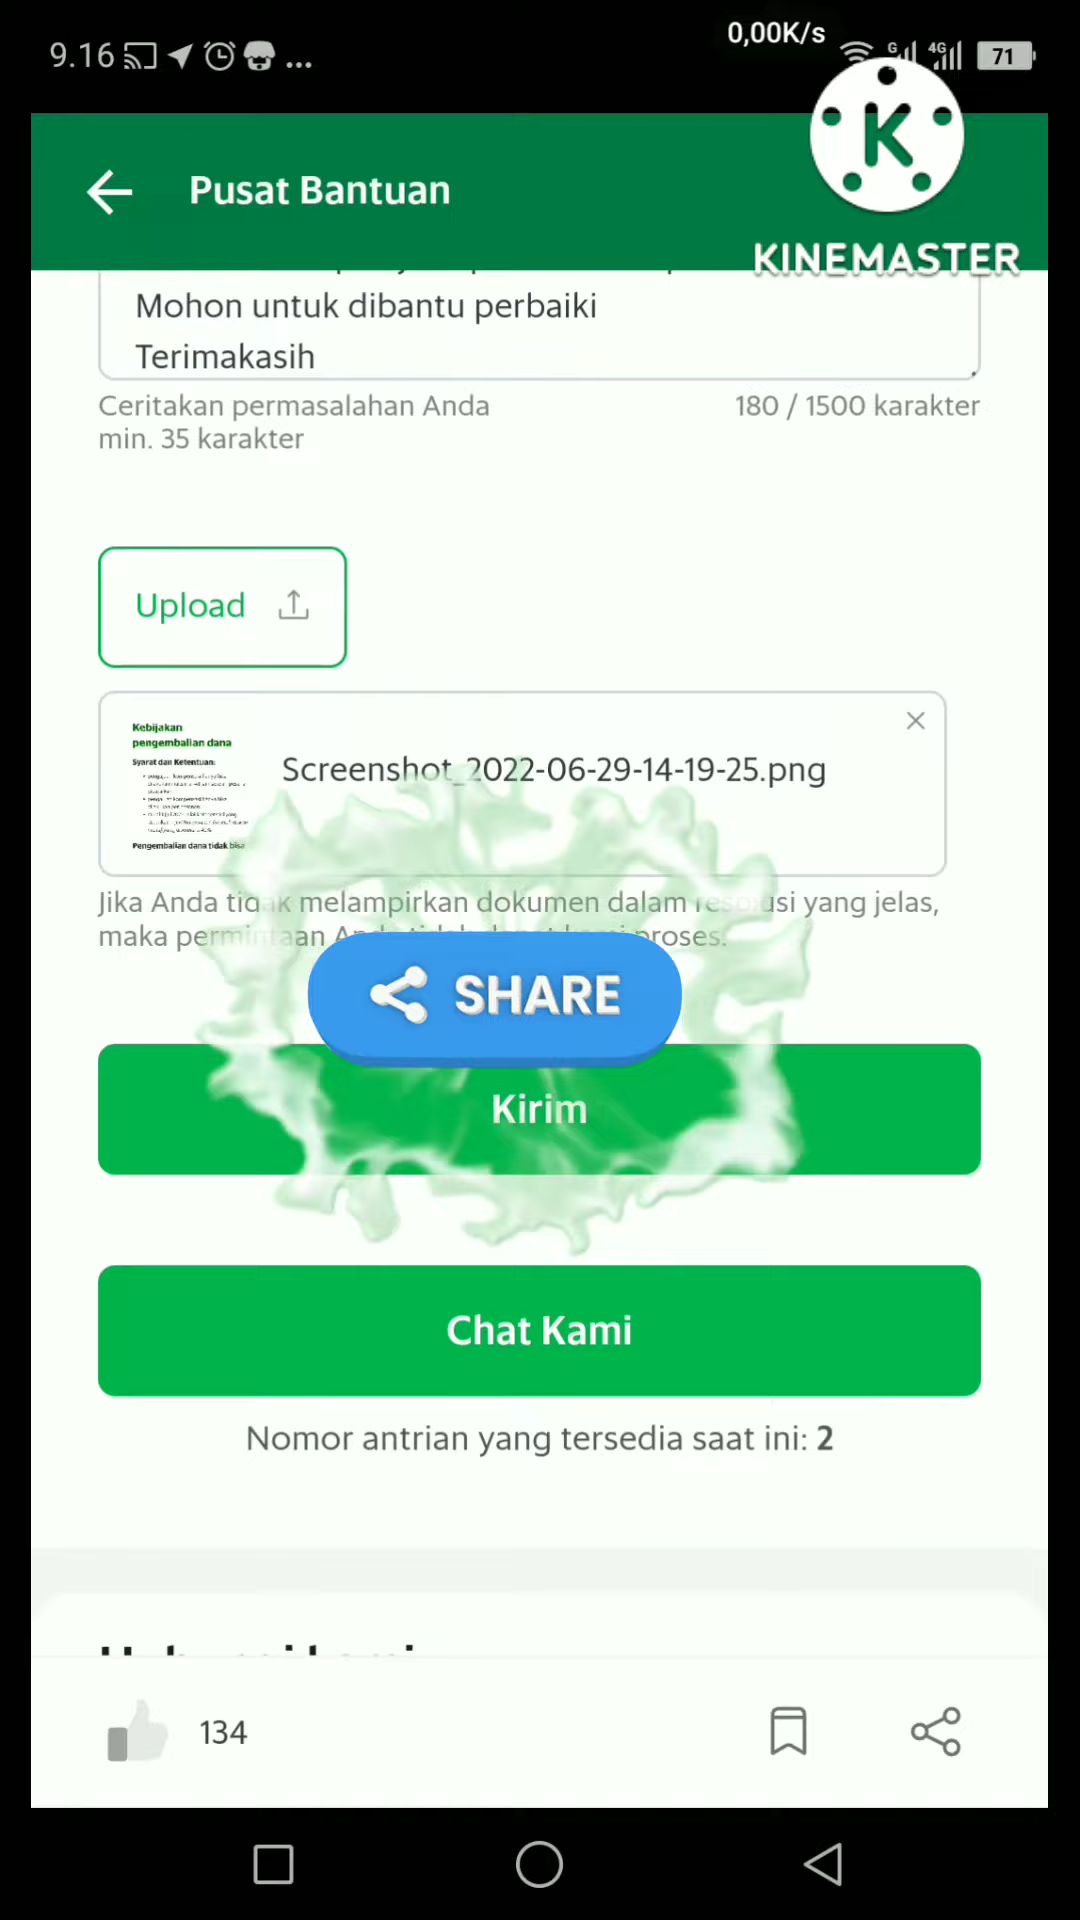 0,00K/s
9.16
G
4G
71
K
Pusat Bantuan
KINEMASTER
Mohon untuk dibantu perbaiki
Terimakasih
Ceritakan permasalahan Anda
180 / 1500 karakter
min. 35 karakter
Upload
Kebijakan
pengembalian dana
Syarat dan Ketentuan:
Pengembalian dana tidak bisa
Screenshot_2022-06-29-14-19-25.png
Jika Anda tidak melampirkan dokumen dalam resolusi yang jelas,
maka permintaan Anda tidak dapat kami proses.
SHARE
Kirim
Chat Kami
Nomor antrian yang tersedia saat ini: 2
134